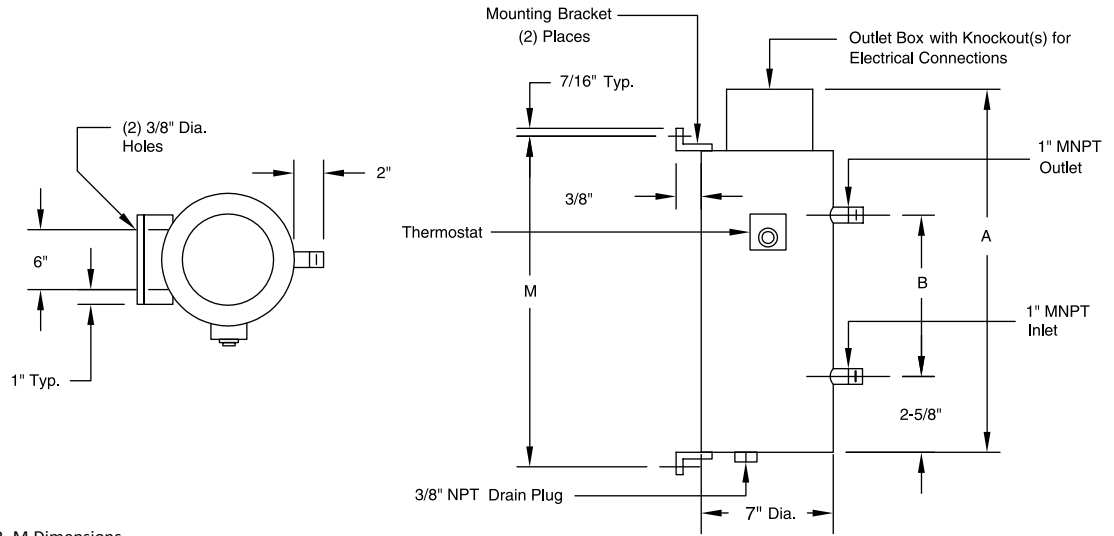 Mounting Bracket
(2) Places
Outlet Box with Knockout(s) for
Electrical Connections
7/16" Typ.
(2) 3/8" Dia.
Holes
2"
1" MNPT
Outlet
3/8"
Thermostat
A
6"
M
B
1" MNPT
Inlet
1" Typ.
2-5/8"
3/8" NPT Drain Plug
7" Dia.
M Dimensions